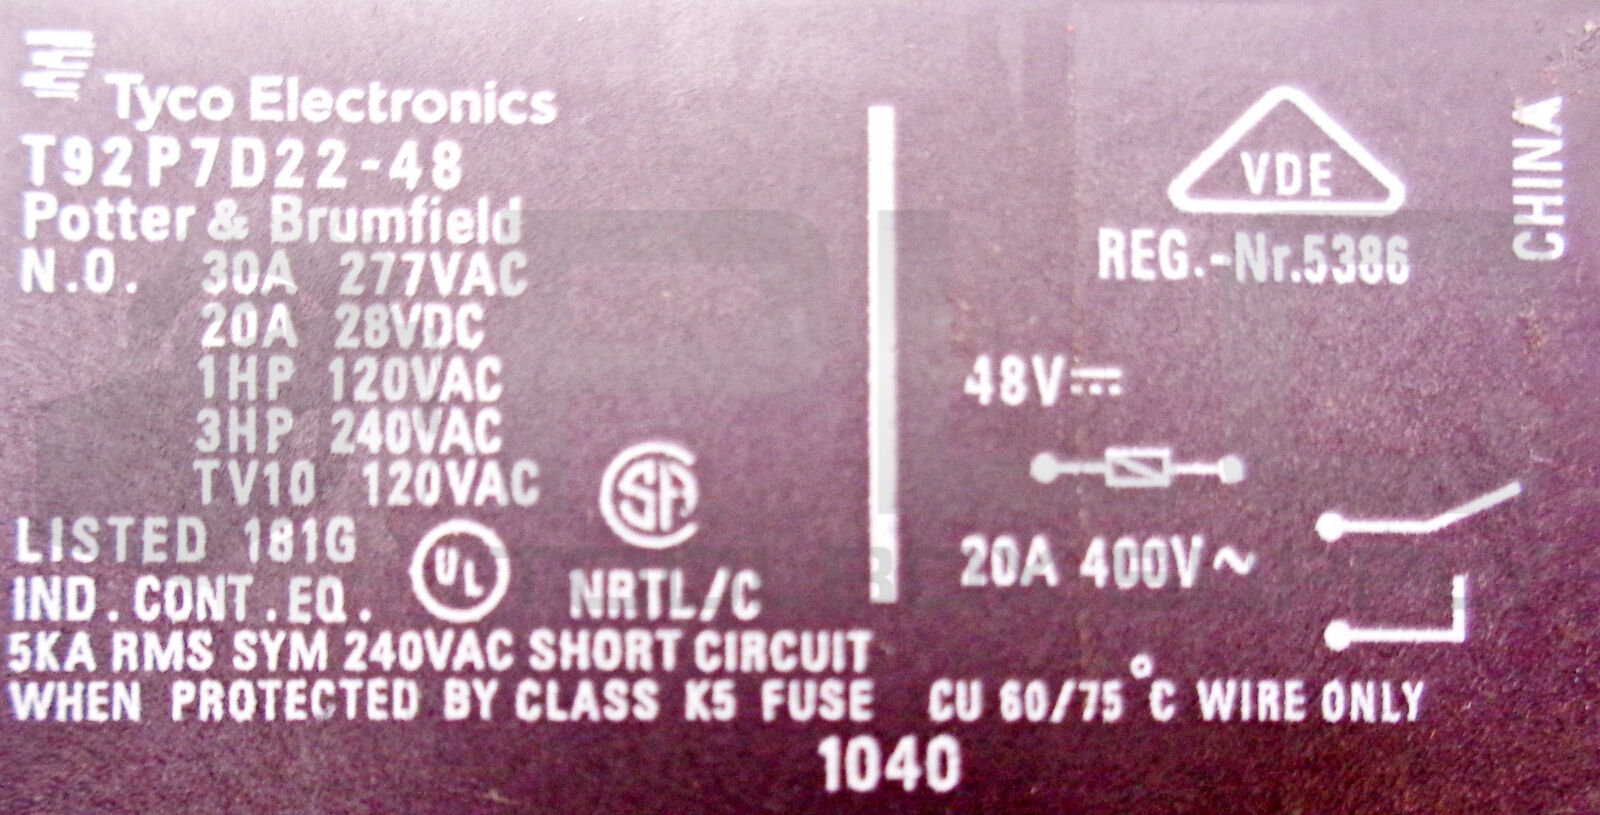 Tyco Electronics
T92P7D22-48
Potter & Brumfield
N.O. 30A 277VAC
20A 28VDC
1HP 120VAC
3HP 240VAC
TV10 120VAC
LISTED 181G
IND. CONT. EQ.
UL
SA
NRTL/C
5KA RMS SYM 240VAC SHORT CIRCUIT
WHEN PROTECTED BY CLASS K5 FUSE
VDE
REG.-Nr.5386
CHINA
48V⎓
20A 400V~
CU 60/75°C WIRE ONLY
1040